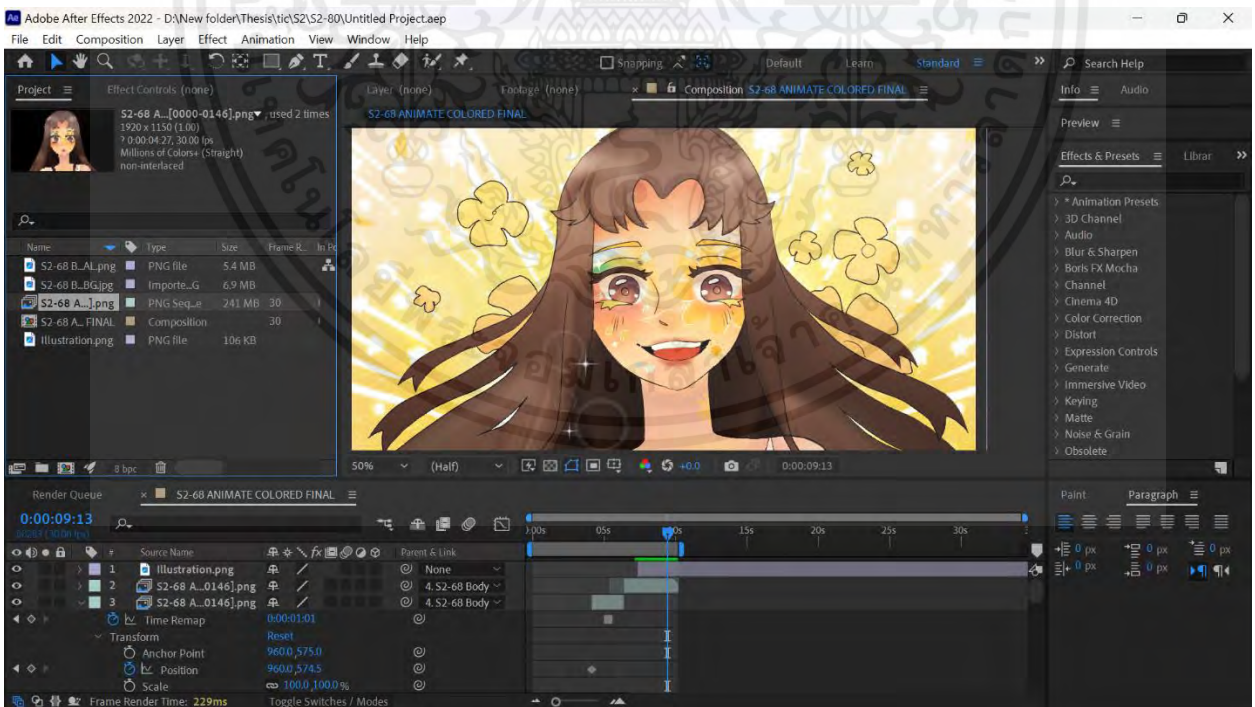 Adobe After Effects 2022 - D:\New folder\Thesis\tic\S2\S2-80\Untitled Project.aep
File Edit Composition Layer Effect Animation View Window Help
Snapping Default Learn Standard Search Help
Project Effect Controls (none) Layer (none) Footage (none) Composition S2-68 ANIMATE COLORED FINAL Info Audio
S2-68 A...[0000-0146].png , used 2 times
1920 x 1150 (1.00)
? 0:00:04:27, 30.00 fps
Millions of Colors+ (Straight)
non-interlaced
S2-68 ANIMATE COLORED FINAL
Preview
Effects & Presets Librar
Name Type Size Frame R... In Po
S2-68 B...AL.png PNG file 5.4 MB
S2-68 B...BG.jpg Importe...G 6.9 MB
S2-68 A...].png PNG Seq...e 241 MB 30
S2-68 A... FINAL Composition 30
Illustration.png PNG file 106 KB
* Animation Presets
3D Channel
Audio
Blur & Sharpen
Boris FX Mocha
Channel
Cinema 4D
Color Correction
Distort
Expression Controls
Generate
Immersive Video
Keying
Matte
Noise & Grain
Obsolete
8 bpc
50% (Half) +0.0 0:00:09:13
Render Queue S2-68 ANIMATE COLORED FINAL
0:00:09:13
05s 15s 20s 25s 30s
# Source Name Parent & Link
1 Illustration.png None
2 S2-68 A...0146].png 4. S2-68 Body
3 S2-68 A...0146].png 4. S2-68 Body
Time Remap 0:00:01:01
Transform Reset
Anchor Point 960.0,575.0
Position 960.0,574.5
Scale 100.0,100.0%
Frame Render Time: 229ms Toggle Switches / Modes
Paint Paragraph
0 px 0 px 0 px
0 px 0 px